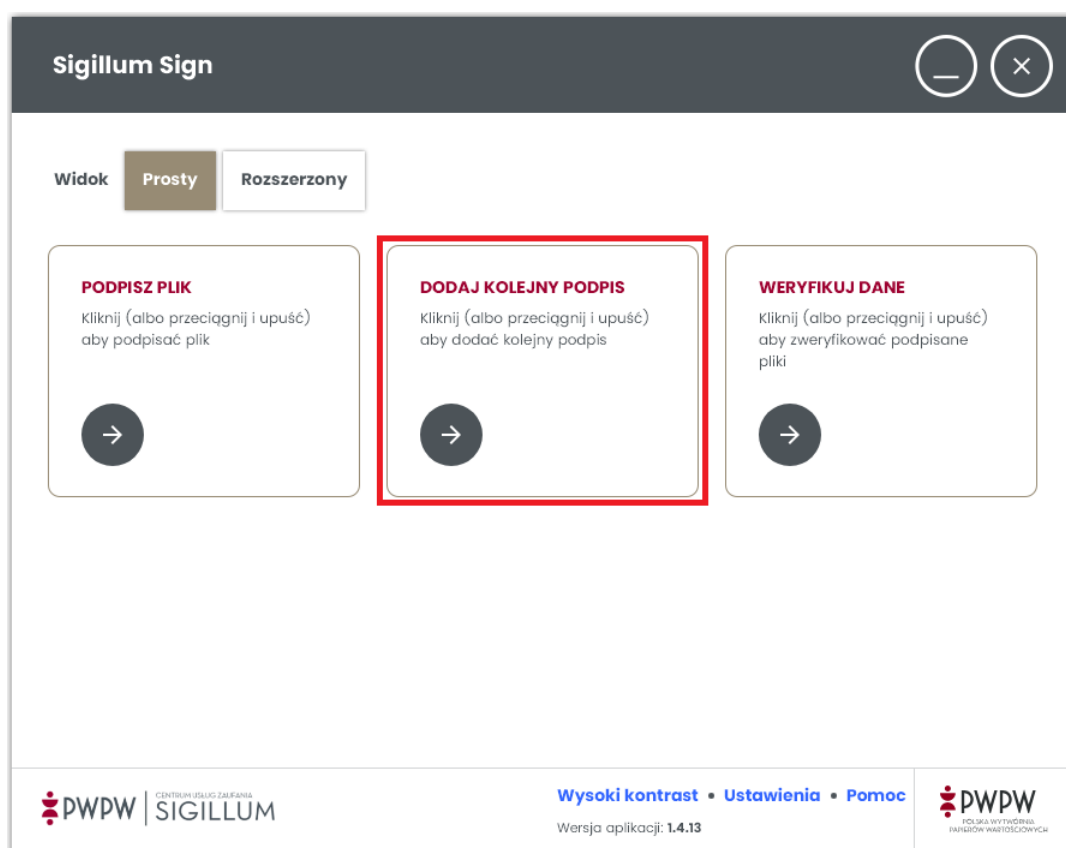 Sigillum Sign
Widok Prosty Rozszerzony
PODPISZ PLIK
Kliknij (albo przeciągnij i upuść)
aby podpisać plik
DODAJ KOLEJNY PODPIS
Kliknij (albo przeciągnij i upuść)
aby dodać kolejny podpis
WERYFIKUJ DANE
Kliknij (albo przeciągnij i upuść)
aby zweryfikować podpisane
pliki
PWPW
CENTRUM USŁUG ZAUFANIA
SIGILLUM
Wysoki kontrast • Ustawienia • Pomoc
Wersja aplikacji: 1.4.13
PWPW
POLSKA WYTWÓRNIA
PAPIERÓW WARTOŚCIOWYCH